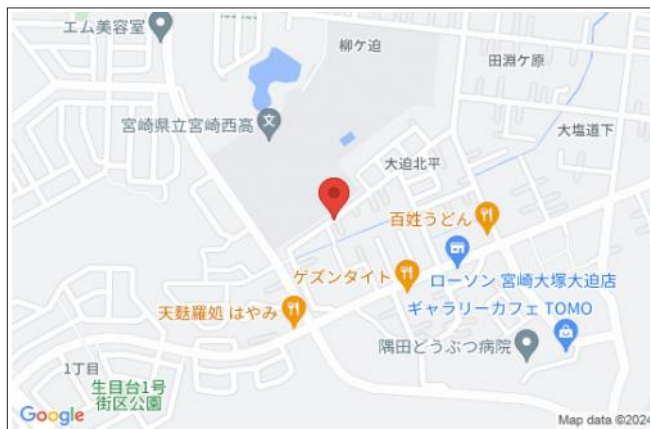 エム美容室
柳ケ迫
田淵ケ原
宮崎県立宮崎西高
文
大塩道下
大迫北平
百姓うどん
ローソン 宮崎大塚大迫店
ゲズンタイト
ギャラリーカフェ TOMO
天麩羅処 はやみ
隅田どうぶつ病院
1丁目
生目台1号
街区公園
Google
Map data ©2024